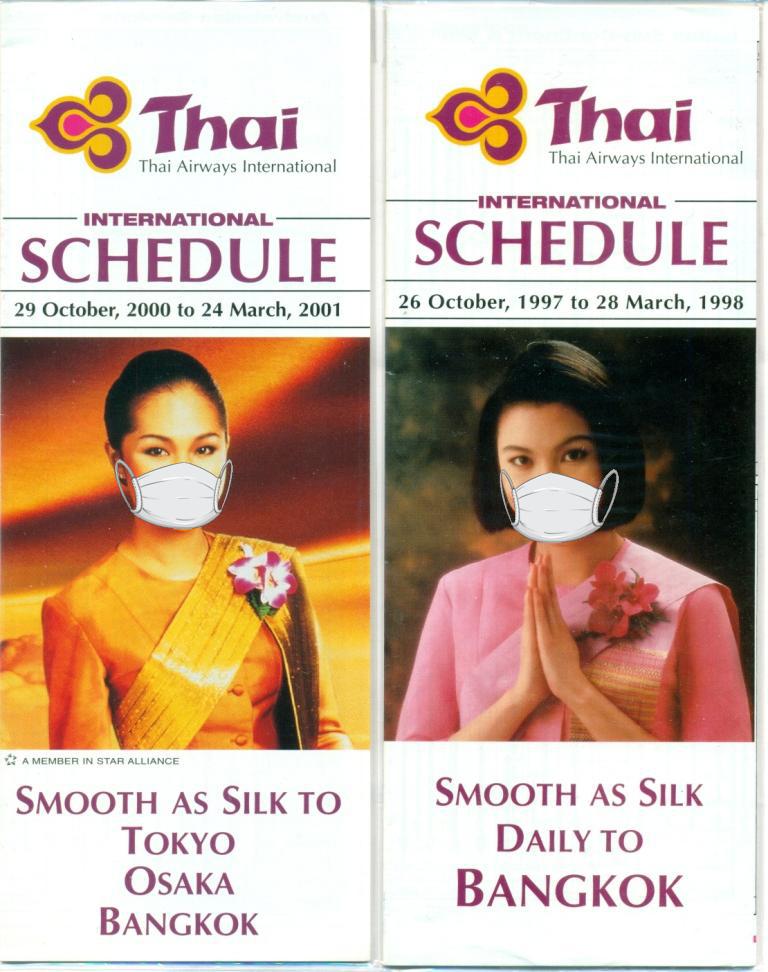 Thai
Thai Airways International
INTERNATIONAL
SCHEDULE
29 October, 2000 to 24 March, 2001
A MEMBER IN STAR ALLIANCE
SMOOTH AS SILK TO
TOKYO
OSAKA
BANGKOK
Thai
Thai Airways International
INTERNATIONAL
SCHEDULE
26 October, 1997 to 28 March, 1998
SMOOTH AS SILK
DAILY TO
BANGKOK